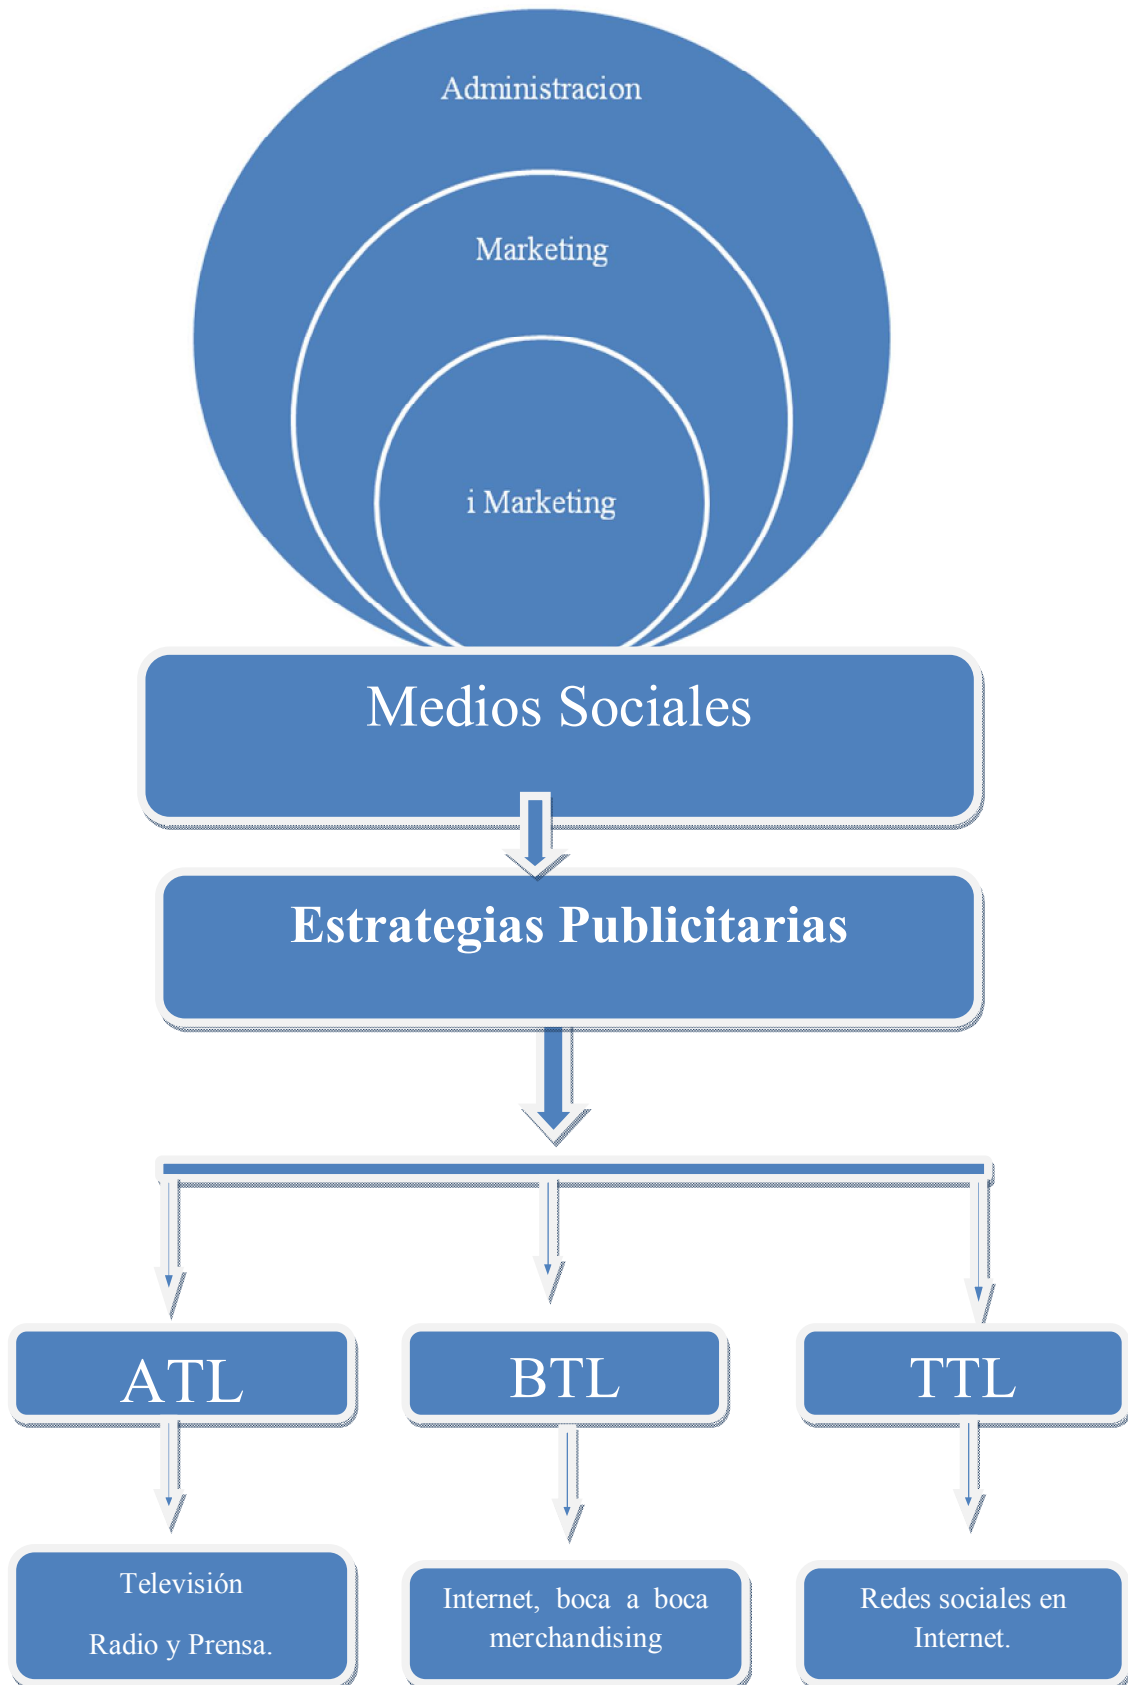 Administracion
Marketing
i Marketing
Medios Sociales
Estrategias Publicitarias
ATL
BTL
TTL
Televisión
Radio y Prensa.
Internet, boca a boca
merchandising
Redes sociales en
Internet.